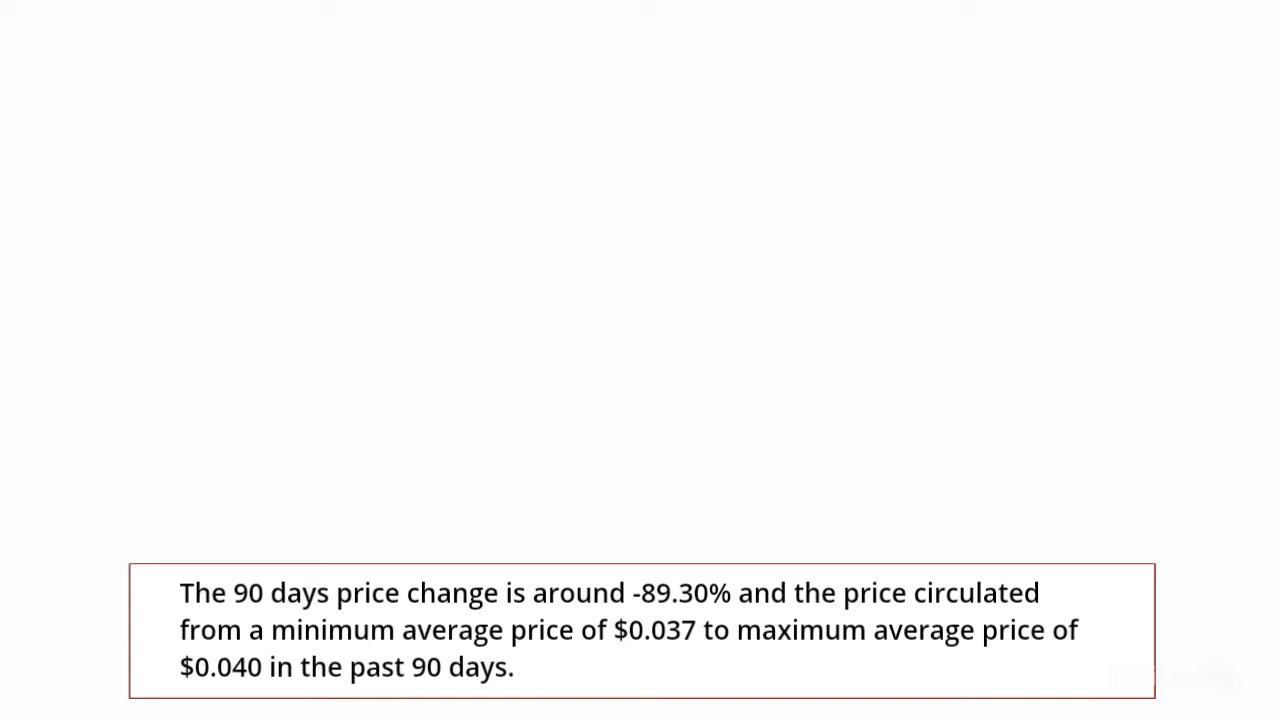 The 90 days price change is around -89.30% and the price circulated
from a minimum average price of $0.037 to maximum average price of
$0.040 in the past 90 days.